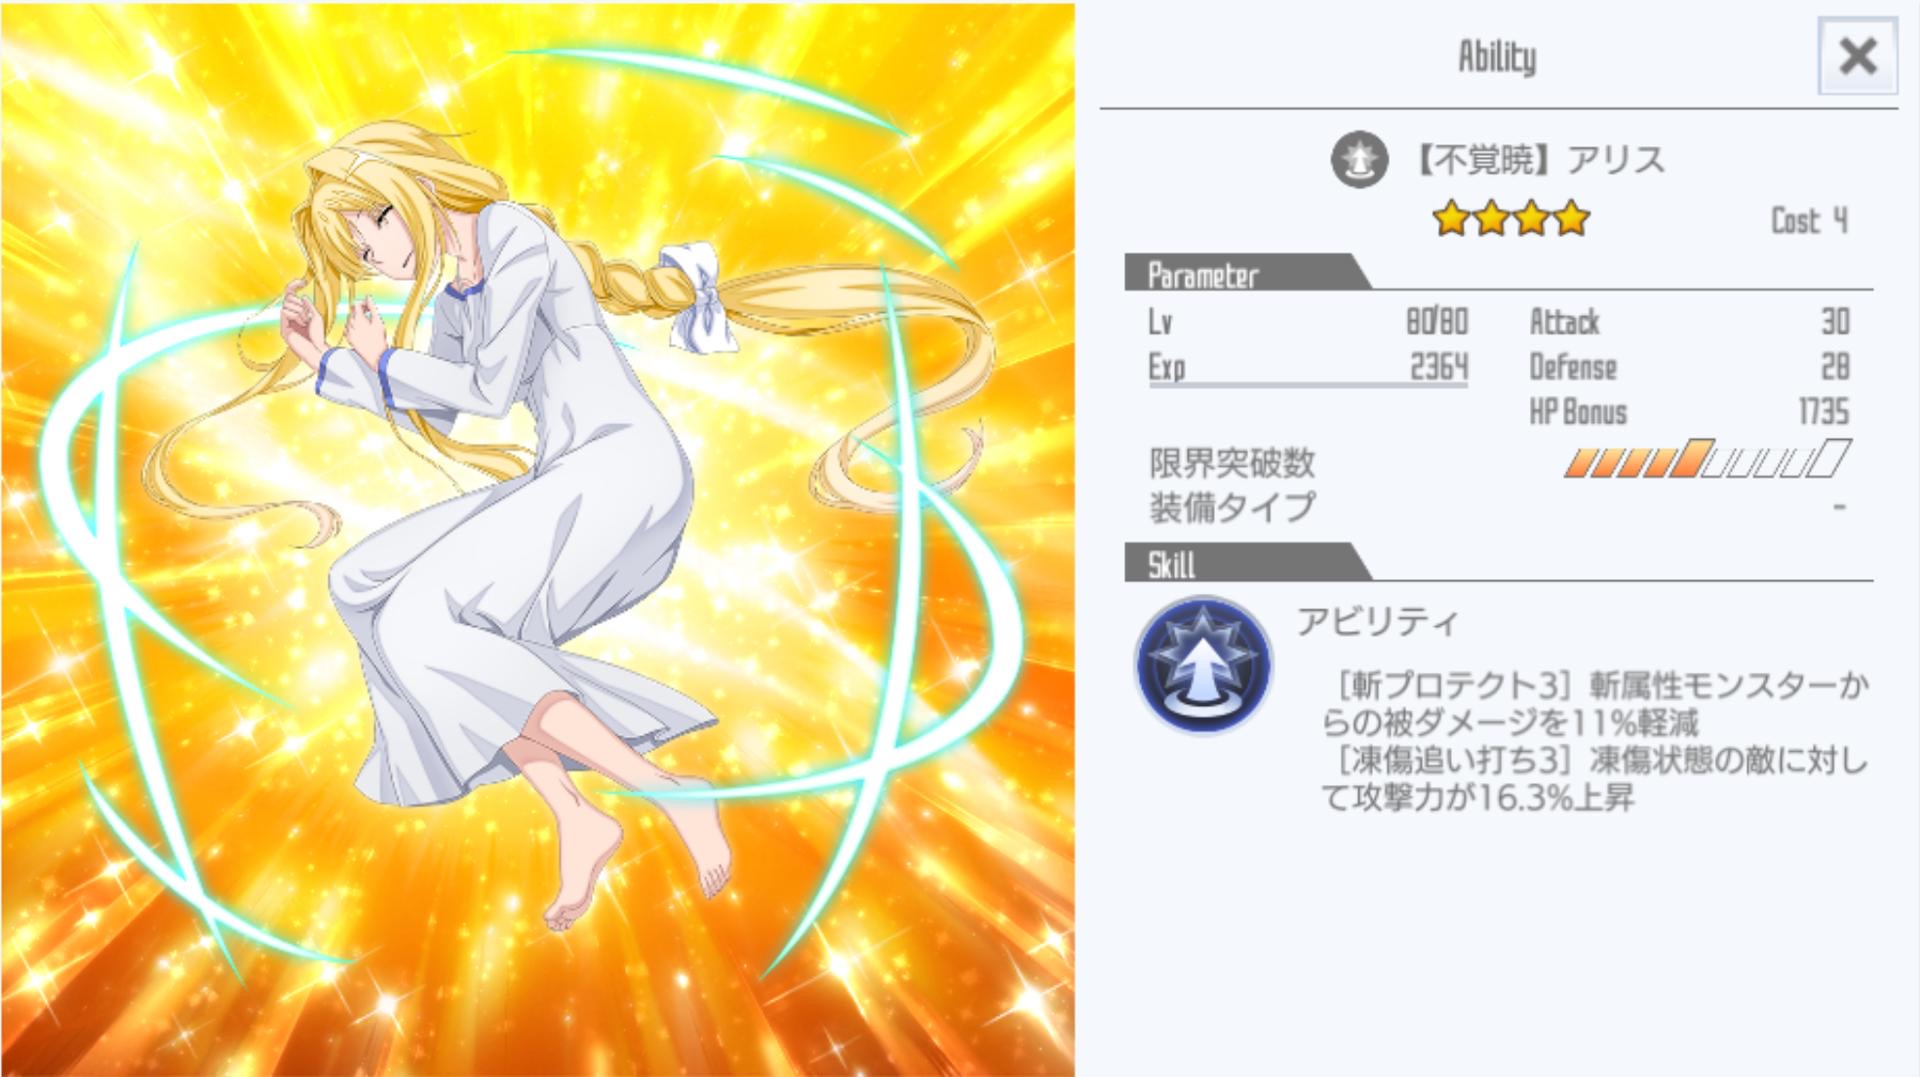 Ability
【不覚暁】アリス
Cost 4
Parameter
Lv 80/80 Attack 30
Exp 2364 Defense 28
HP Bonus 1735
限界突破数
装備タイプ -
Skill
アビリティ
［斬プロテクト3］斬属性モンスターか
らの被ダメージを11%軽減
［凍傷追い打ち3］凍傷状態の敵に対し
て攻撃力が16.3%上昇